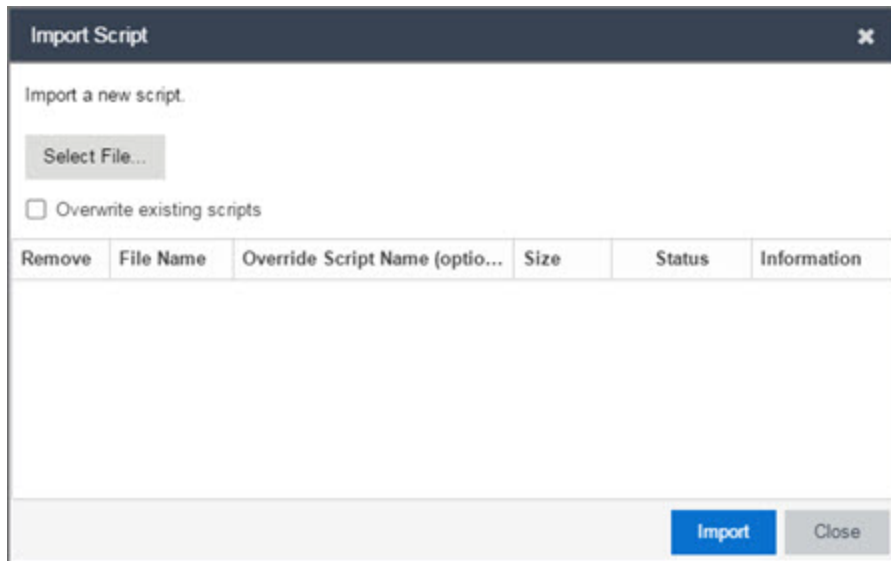 Import Script
Import a new script.
Select File...
Overwrite existing scripts
Remove File Name Override Script Name (optio... Size Status Information
Import Close